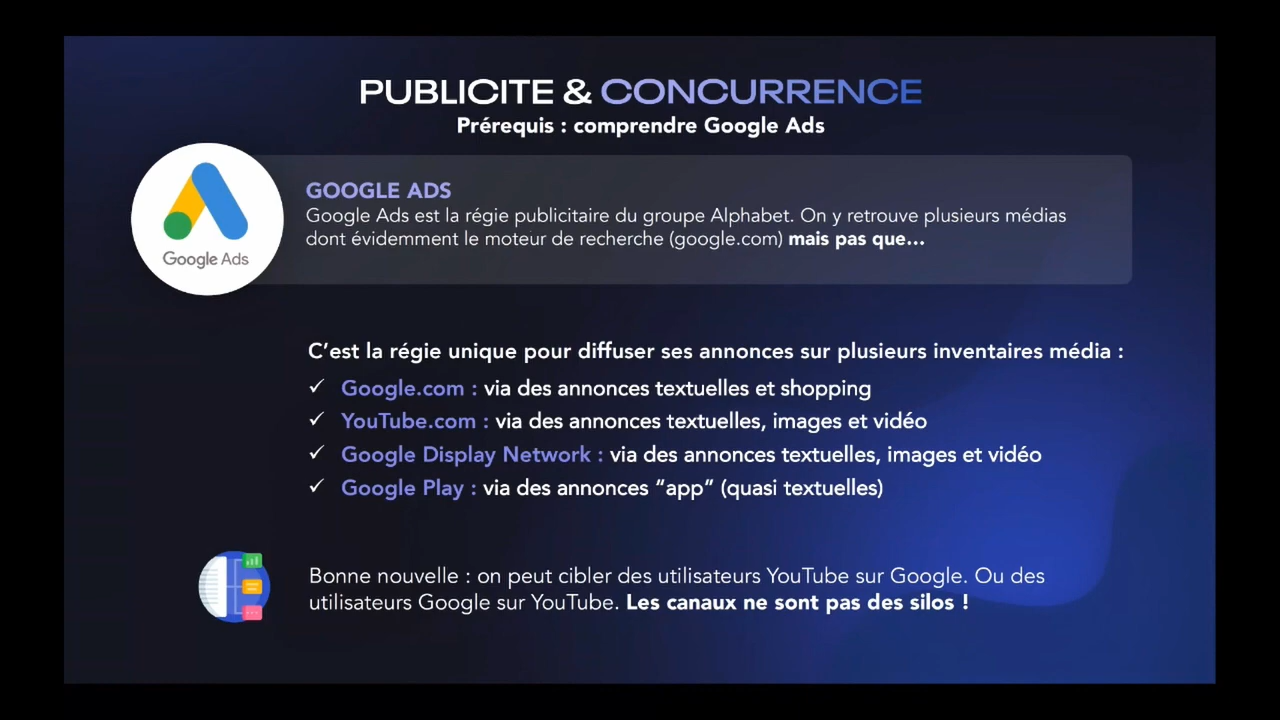 PUBLICITE & CONCURRENCE
Prérequis : comprendre Google Ads
Google Ads
GOOGLE ADS
Google Ads est la régie publicitaire du groupe Alphabet. On y retrouve plusieurs médias
dont évidemment le moteur de recherche (google.com) mais pas que...
C'est la régie unique pour diffuser ses annonces sur plusieurs inventaires média :
✓ Google.com : via des annonces textuelles et shopping
✓ YouTube.com : via des annonces textuelles, images et vidéo
✓ Google Display Network : via des annonces textuelles, images et vidéo
✓ Google Play : via des annonces “app” (quasi textuelles)
Bonne nouvelle : on peut cibler des utilisateurs YouTube sur Google. Ou des
utilisateurs Google sur YouTube. Les canaux ne sont pas des silos !